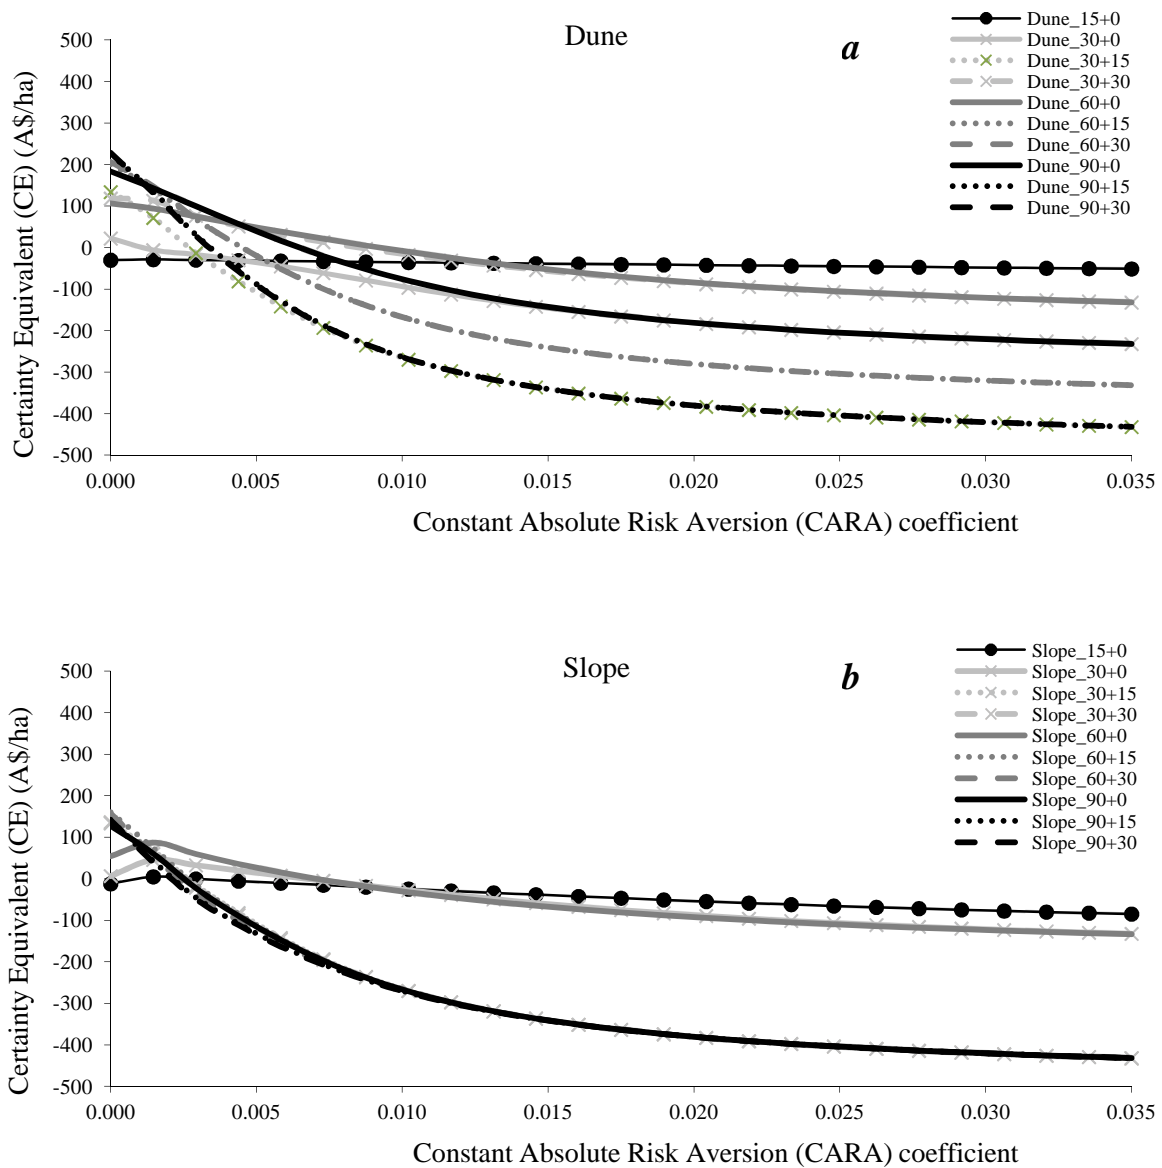 Dune
a
Dune_15+0
Dune_30+0
Dune_30+15
Dune_30+30
Dune_60+0
Dune_60+15
Dune_60+30
Dune_90+0
Dune_90+15
Dune_90+30
Certainty Equivalent (CE) (A$/ha)
500
400
300
200
100
0
-100
-200
-300
-400
-500
0.000 0.005 0.010 0.015 0.020 0.025 0.030 0.035
Constant Absolute Risk Aversion (CARA) coefficient
Slope
b
Slope_15+0
Slope_30+0
Slope_30+15
Slope_30+30
Slope_60+0
Slope_60+15
Slope_60+30
Slope_90+0
Slope_90+15
Slope_90+30
Certainty Equivalent (CE) (A$/ha)
500
400
300
200
100
0
-100
-200
-300
-400
-500
0.000 0.005 0.010 0.015 0.020 0.025 0.030 0.035
Constant Absolute Risk Aversion (CARA) coefficient